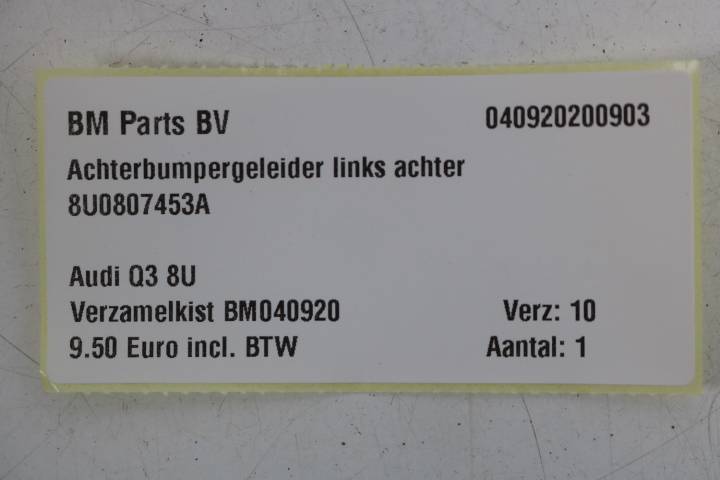 BM Parts BV 040920200903
Achterbumpergeleider links achter
8U0807453A
Audi Q3 8U
Verzamelkist BM040920 Verz: 10
9.50 Euro incl. BTW Aantal: 1